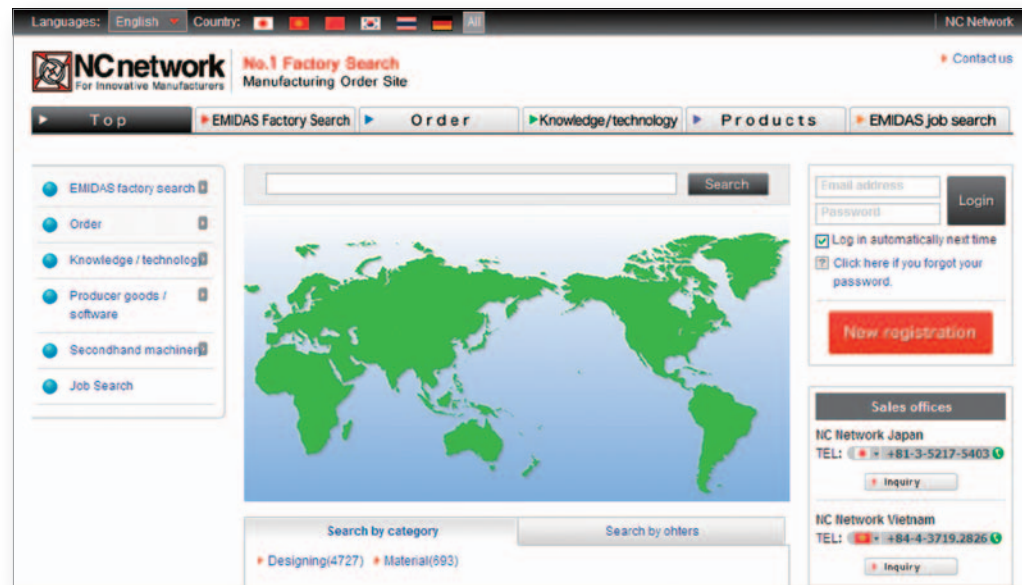 Languages: English Country: All NC Network
NC network
For Innovative Manufacturers
No.1 Factory Search
Manufacturing Order Site
Contact us
Top EMIDAS Factory Search Order Knowledge/technology Products EMIDAS job search
EMIDAS factory search
Order
Knowledge / technology
Producer goods /
software
Secondhand machinery
Job Search
Search
Email address
Password
Login
Log in automatically next time
Click here if you forgot your
password.
New registration
Sales offices
NC Network Japan
TEL: +81-3-5217-5403
Inquiry
NC Network Vietnam
TEL: +84-4-3719.2826
Inquiry
Search by category Search by ohters
Designing(4727) Material(693)